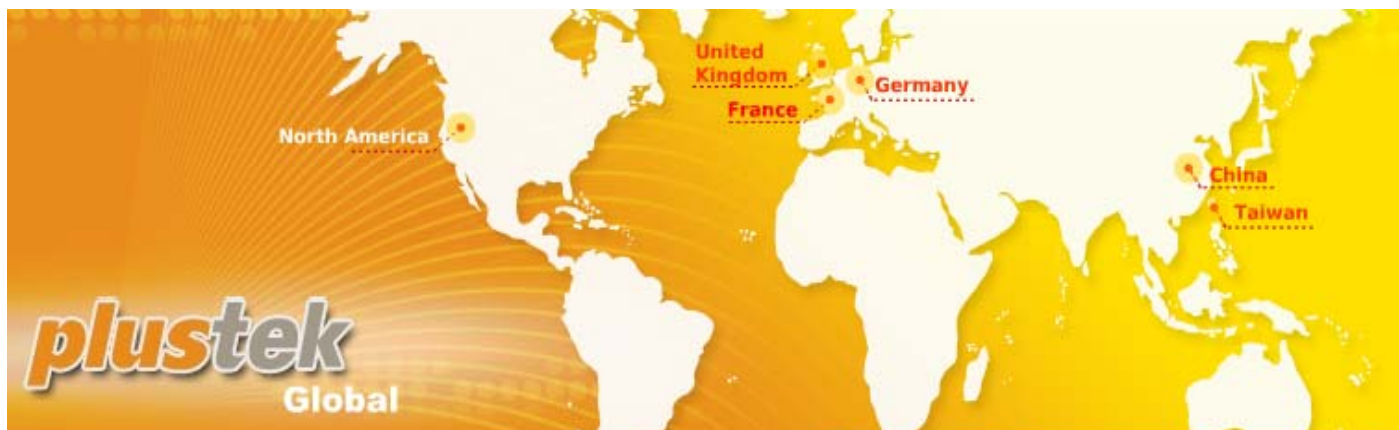 United
Kingdom
Germany
France
North America
China
Taiwan
plustek
Global